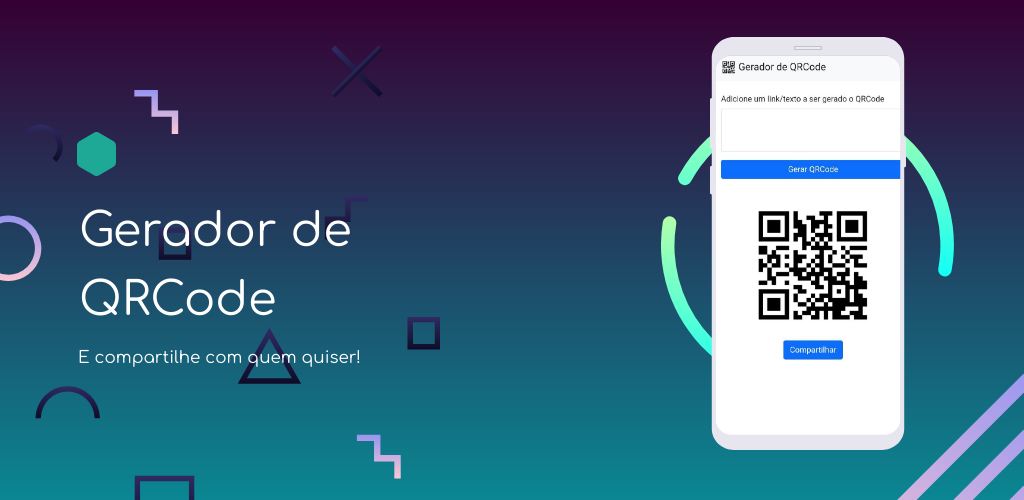 Gerador de
QRCode
E compartilhe com quem quiser!
Gerador de QRCode
Adicione um link/texto a ser gerado o QRCode
Gerar QRCode
Compartilhar